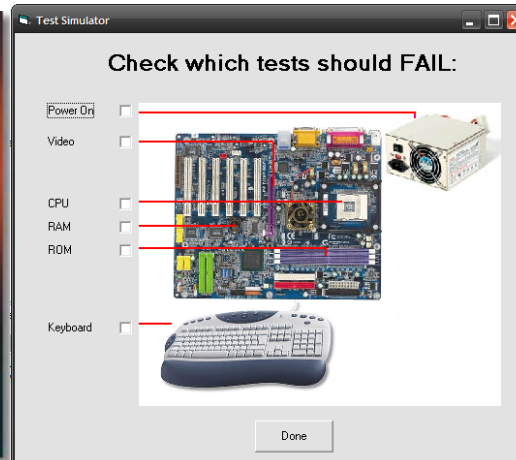 Test Simulator
Check which tests should FAIL:
Power On
Video
CPU
RAM
ROM
Keyboard
Done